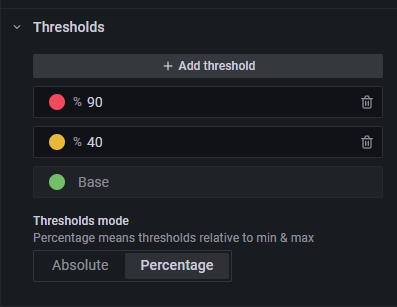 Thresholds
+ Add threshold
% 90
% 40
Base
Thresholds mode
Percentage means thresholds relative to min & max
Absolute Percentage